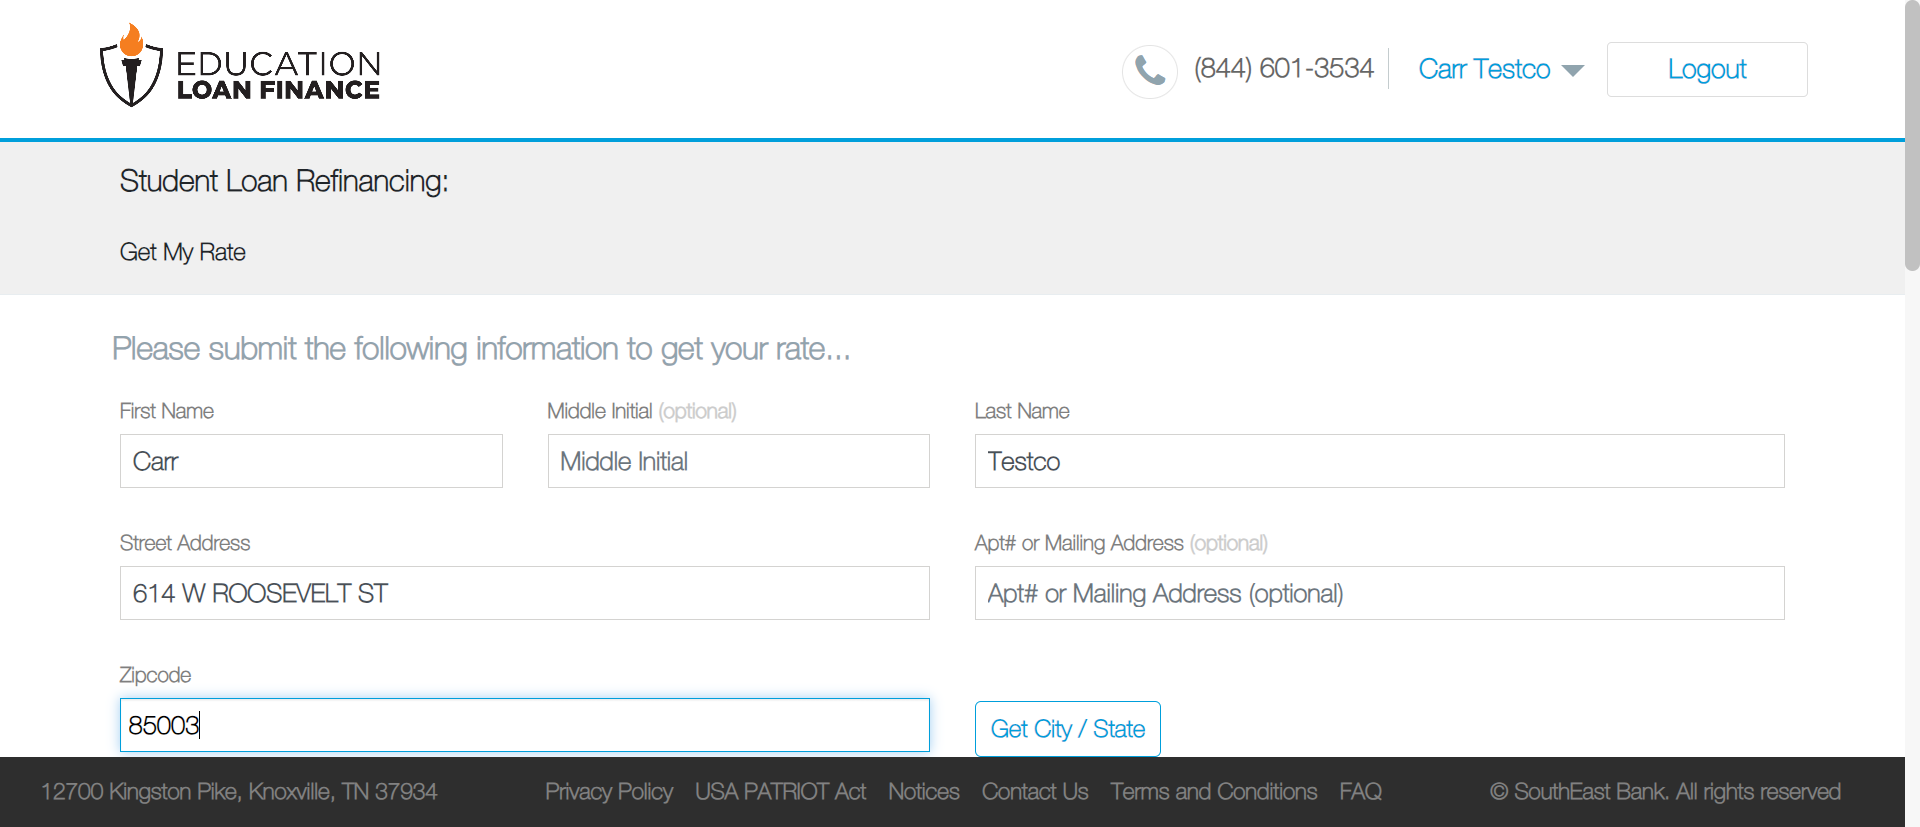 EDUCATION
LOAN FINANCE
(844) 601-3534
Carr Testco
Logout
Student Loan Refinancing:
Get My Rate
Please submit the following information to get your rate...
First Name
Middle Initial (optional)
Last Name
Carr
Middle Initial
Testco
Street Address
Apt# or Mailing Address (optional)
614 W ROOSEVELT ST
Apt# or Mailing Address (optional)
Zipcode
85003
Get City / State
12700 Kingston Pike, Knoxville, TN 37934
Privacy Policy
USA PATRIOT Act
Notices
Contact Us
Terms and Conditions
FAQ
© SouthEast Bank. All rights reserved